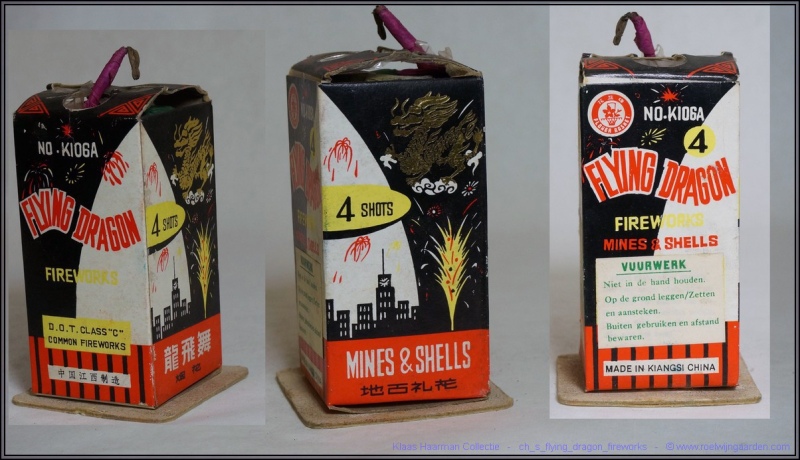 NO. K106A
FLYING DRAGON
FIREWORKS
D.O.T. CLASS "C"
COMMON FIREWORKS
中国江西制造
4 SHOTS
龍飛舞
4 SHOTS
MINES & SHELLS
地百礼花
NO. K106A
4
FLYING DRAGON
FIREWORKS
MINES & SHELLS
VUURWERK
Niet in de hand houden.
Op de grond leggen/Zetten
en aansteken.
Buiten gebruiken en afstand
bewaren.
MADE IN KIANGSI CHINA
Klaas Haarman Collectie - ch_s_flying_dragon_fireworks - © www.roelwijngaarden.com